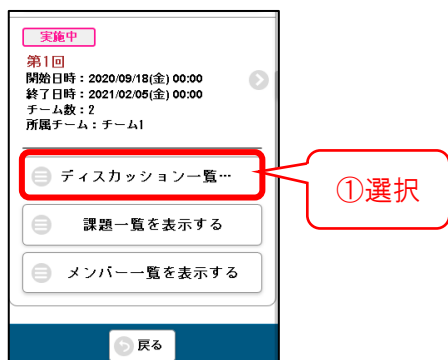 実施中
第1回
開始日時：2020/09/18(金) 00:00
終了日時：2021/02/05(金) 00:00
チーム数：2
所属チーム：チーム1
ディスカッション一覧…
①選択
課題一覧を表示する
メンバー一覧を表示する
戻る